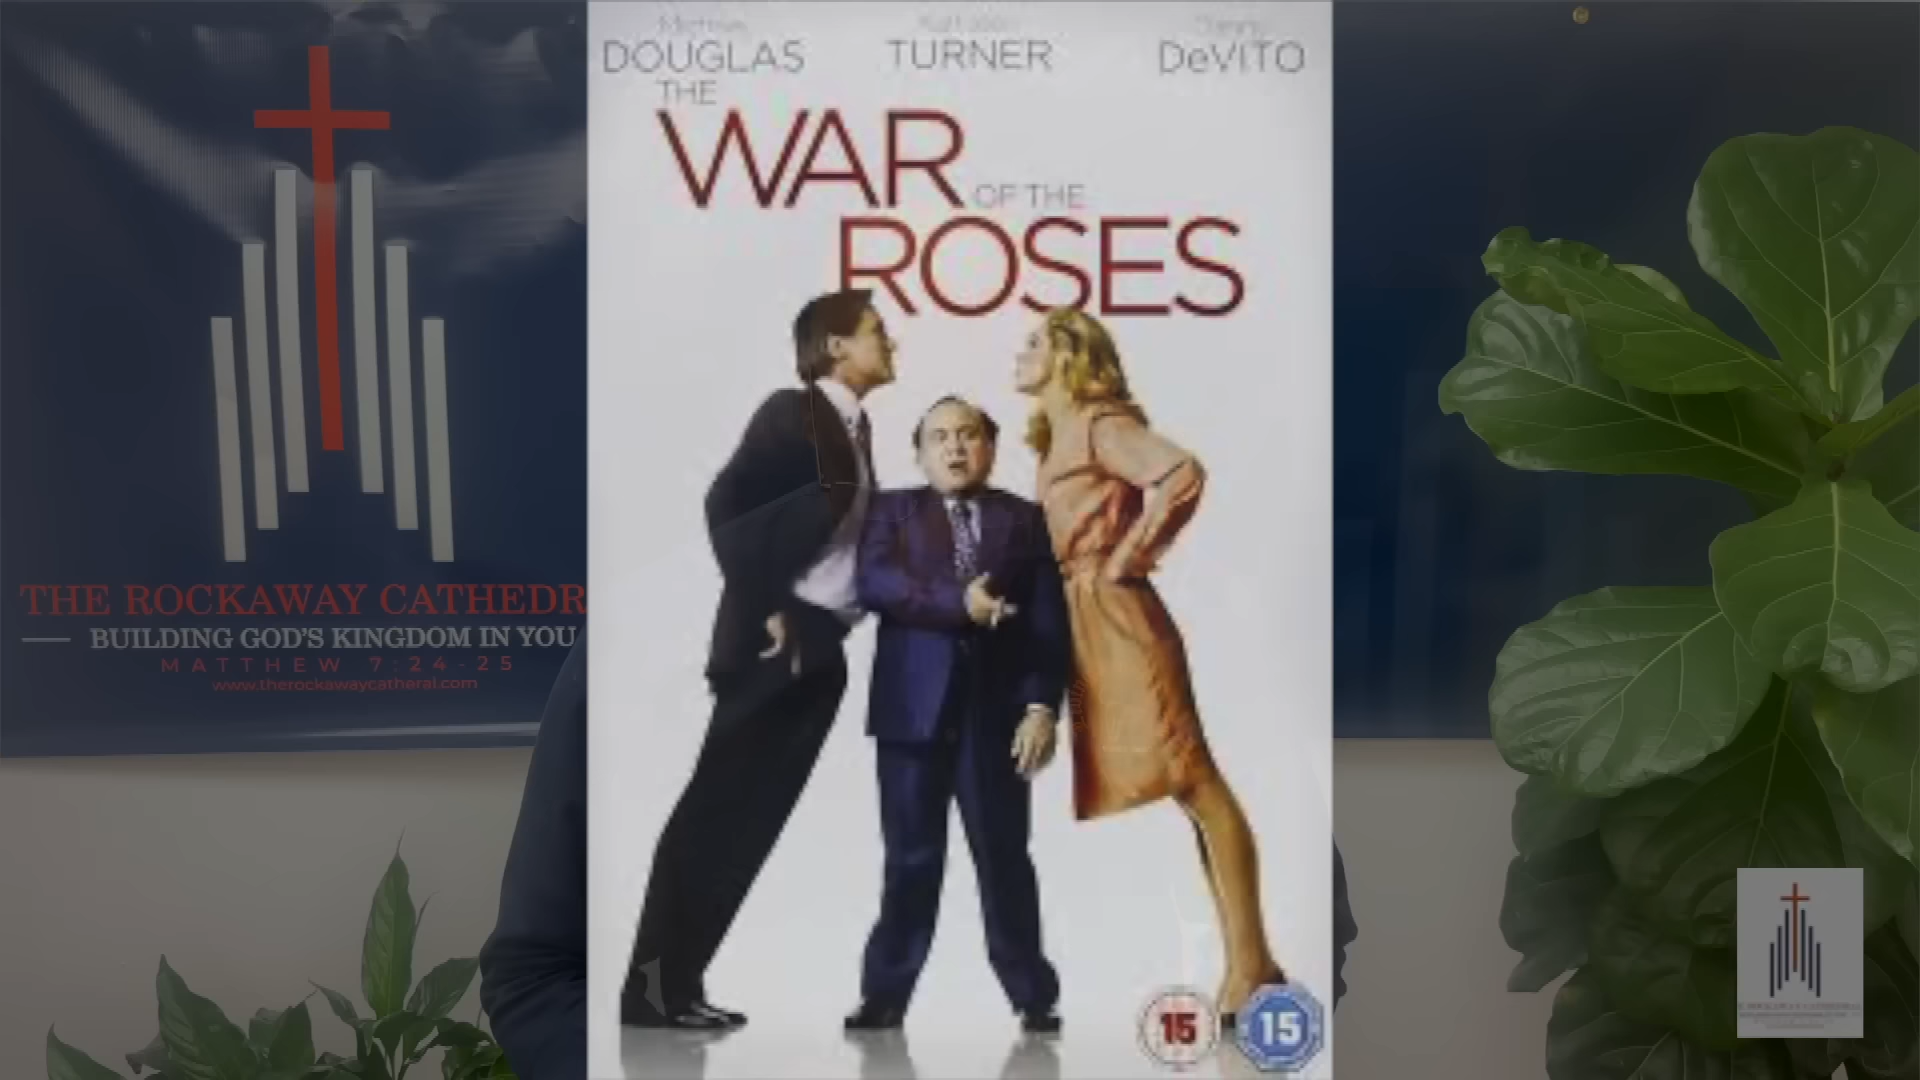 DOUGLAS TURNER DeVITO
THE
WAR
OF THE
ROSES
15 15
THE ROCKAWAY CATHEDR
BUILDING GOD'S KINGDOM IN YOU
MATTHEW 7:24-25
www.therockawaycatheral.com